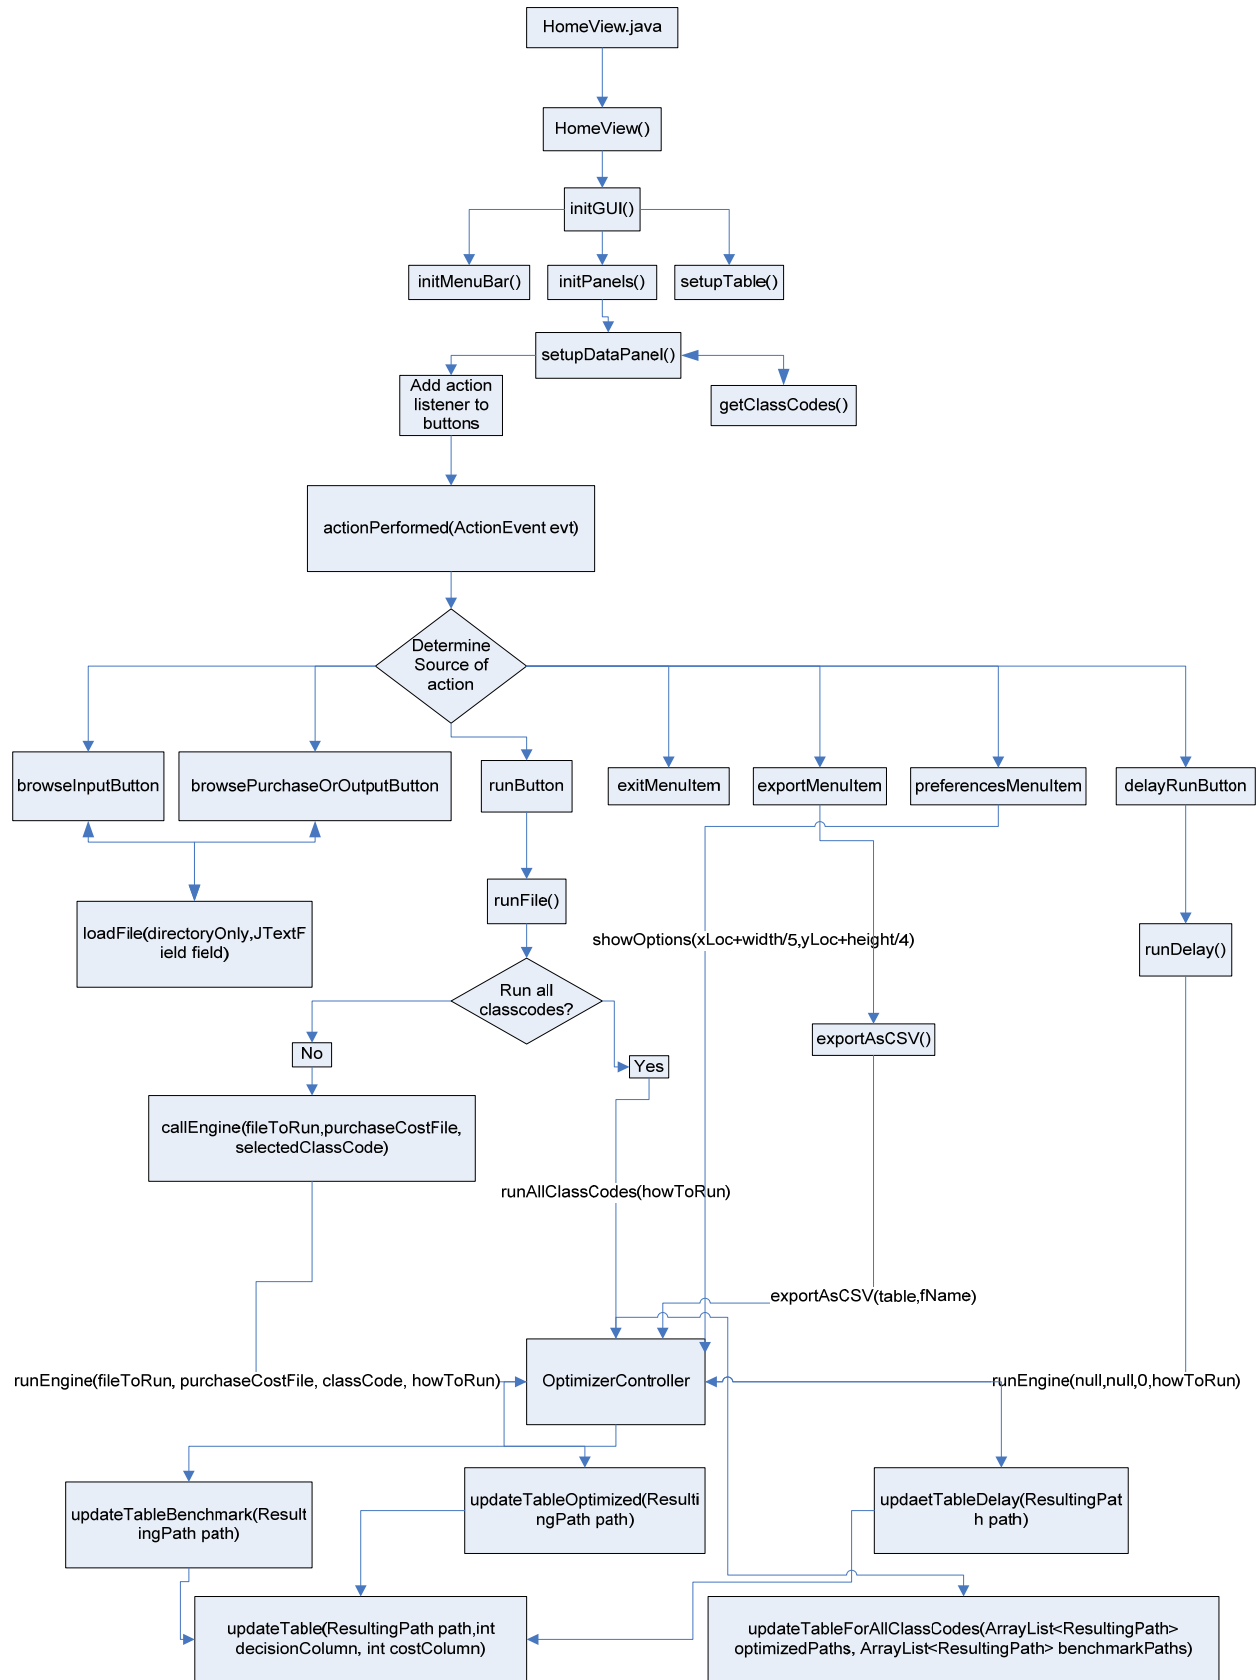 HomeView.java
HomeView()
initGUI()
initMenuBar()
initPanels()
setupTable()
setupDataPanel()
Add action
listener to
buttons
getClassCodes()
actionPerformed(ActionEvent evt)
Determine
Source of
action
browseInputButton
browsePurchaseOrOutputButton
runButton
exitMenuItem
exportMenuItem
preferencesMenuItem
delayRunButton
runFile()
loadFile(directoryOnly,JTextF
ield field)
showOptions(xLoc+width/5,yLoc+height/4)
runDelay()
Run all
classcodes?
exportAsCSV()
No
Yes
callEngine(fileToRun,purchaseCostFile,
selectedClassCode)
runAllClassCodes(howToRun)
exportAsCSV(table,fName)
runEngine(fileToRun, purchaseCostFile, classCode, howToRun)
OptimizerController
runEngine(null,null,0,howToRun)
updateTableBenchmark(Result
ingPath path)
updateTableOptimized(Resulti
ngPath path)
updaetTableDelay(ResultingPat
h path)
updateTable(ResultingPath path,int
decisionColumn, int costColumn)
updateTableForAllClassCodes(ArrayList<ResultingPath>
optimizedPaths, ArrayList<ResultingPath> benchmarkPaths)